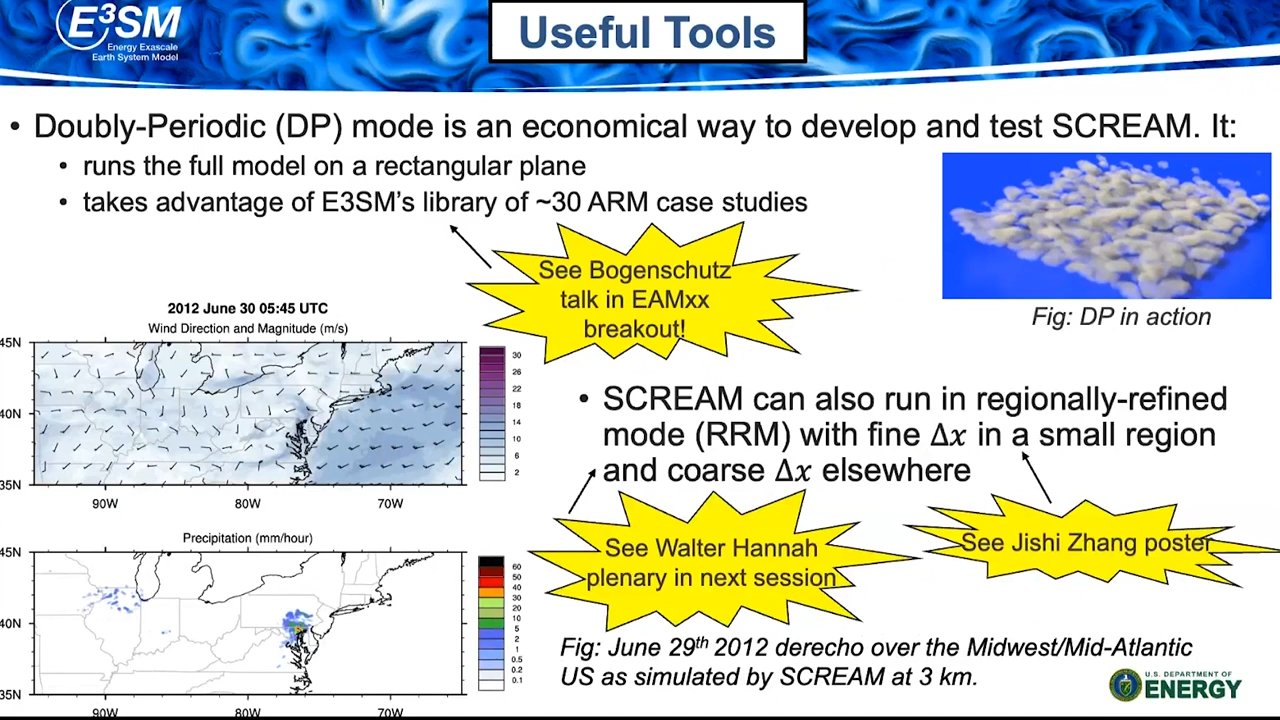 E³SM
Energy Exascale
Earth System Model
Useful Tools
• Doubly-Periodic (DP) mode is an economical way to develop and test SCREAM. It:
• runs the full model on a rectangular plane
• takes advantage of E3SM's library of ~30 ARM case studies
See Bogenschutz
talk in EAMxx
breakout!
Fig: DP in action
2012 June 30 05:45 UTC
Wind Direction and Magnitude (m/s)
45N
40N
35N
90W 80W 70W
30
26
22
18
14
10
6
2
• SCREAM can also run in regionally-refined
mode (RRM) with fine Δx in a small region
and coarse Δx elsewhere
See Walter Hannah
plenary in next session
See Jishi Zhang poster
Precipitation (mm/hour)
45N
40N
35N
90W 80W 70W
60
50
40
30
20
10
5
2
1
0.5
0.2
0.1
Fig: June 29th 2012 derecho over the Midwest/Mid-Atlantic
US as simulated by SCREAM at 3 km.
U.S. DEPARTMENT OF
ENERGY